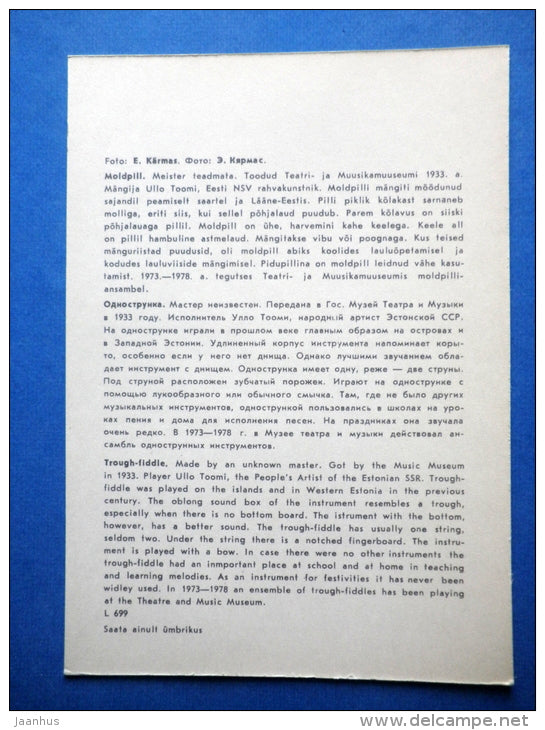 Foto: E. Kärmas. Фото: Э. Кярмас.
Moldpill. Meister teadmata. Toodud Teatri- ja Muusikamuuseumi 1933. a.
Mängija Ullo Toomi, Eesti NSV rahvakunstnik. Moldpilli mängiti möödunud
sajandil peamiselt saartel ja Lääne-Eestis. Pilli piklik kõlakast sarnaneb
molliga, eriti siis, kui sellel põhjalaud puudub. Parem kõlavus on siiski
põhjalauaga pillil. Moldpill on ühe, harvemini kahe keelega. Keele all
on pillil hambuline astmelaud. Mängitakse vibu või poognaga. Kus teised
mänguriistad puudusid, oli moldpill abiks koolides lauluõpetamisel ja
kodudes lauluviiside mängimisel. Pidupillina on moldpill leidnud vähe kasu-
tamist. 1973.—1978. a. tegutses Teatri- ja Muusikamuuseumis moldpilli-
ansambel.
Однострунка. Мастер неизвестен. Передана в Гос. Музей Театра и Музыки
в 1933 году. Исполнитель Улло Тооми, народный артист Эстонской ССР.
На однострунке играли в прошлом веке главным образом на островах и
в Западной Эстонии. Удлиненный корпус инструмента напоминает коры-
то, особенно если у него нет днища. Однако лучшими звучанием обла-
дает инструмент с днищем. Однострунка имеет одну, реже — две струны.
Под струной расположен зубчатый порожек. Играют на однострунке с
помощью лукообразного или обычного смычка. Там, где не было других
музыкальных инструментов, одностренкой пользовались в школах на уро-
ках пения и дома для исполнения песен. На праздниках она звучала
очень редко. В 1973—1978 г. в Музее театра и музыки действовал ан-
самбль однострунных инструментов.
Trough-fiddle. Made by an unknown master. Got by the Music Museum
in 1933. Player Ullo Toomi, the People's Artist of the Estonian SSR. Trough-
fiddle was played on the islands and in Western Estonia in the previous
century. The oblong sound box of the instrument resembles a trough,
especially when there is no bottom board. The istrument with the bottom,
however, has a better sound. The trough-fiddle has usually one string,
seldom two. Under the string there is a notched fingerboard. The instru-
ment is played with a bow. In case there were no other instruments the
trough-fiddle had an inmportant place at school and at home in teaching
and learning melodies. As an instrument for festivities it has never been
widley used. In 1973—1978 an ensemble of trough-fiddles has been playing
at the Theatre and Music Museum.
L 699
Saata ainult ümbrikus
jaanhus
www.delcampe.net